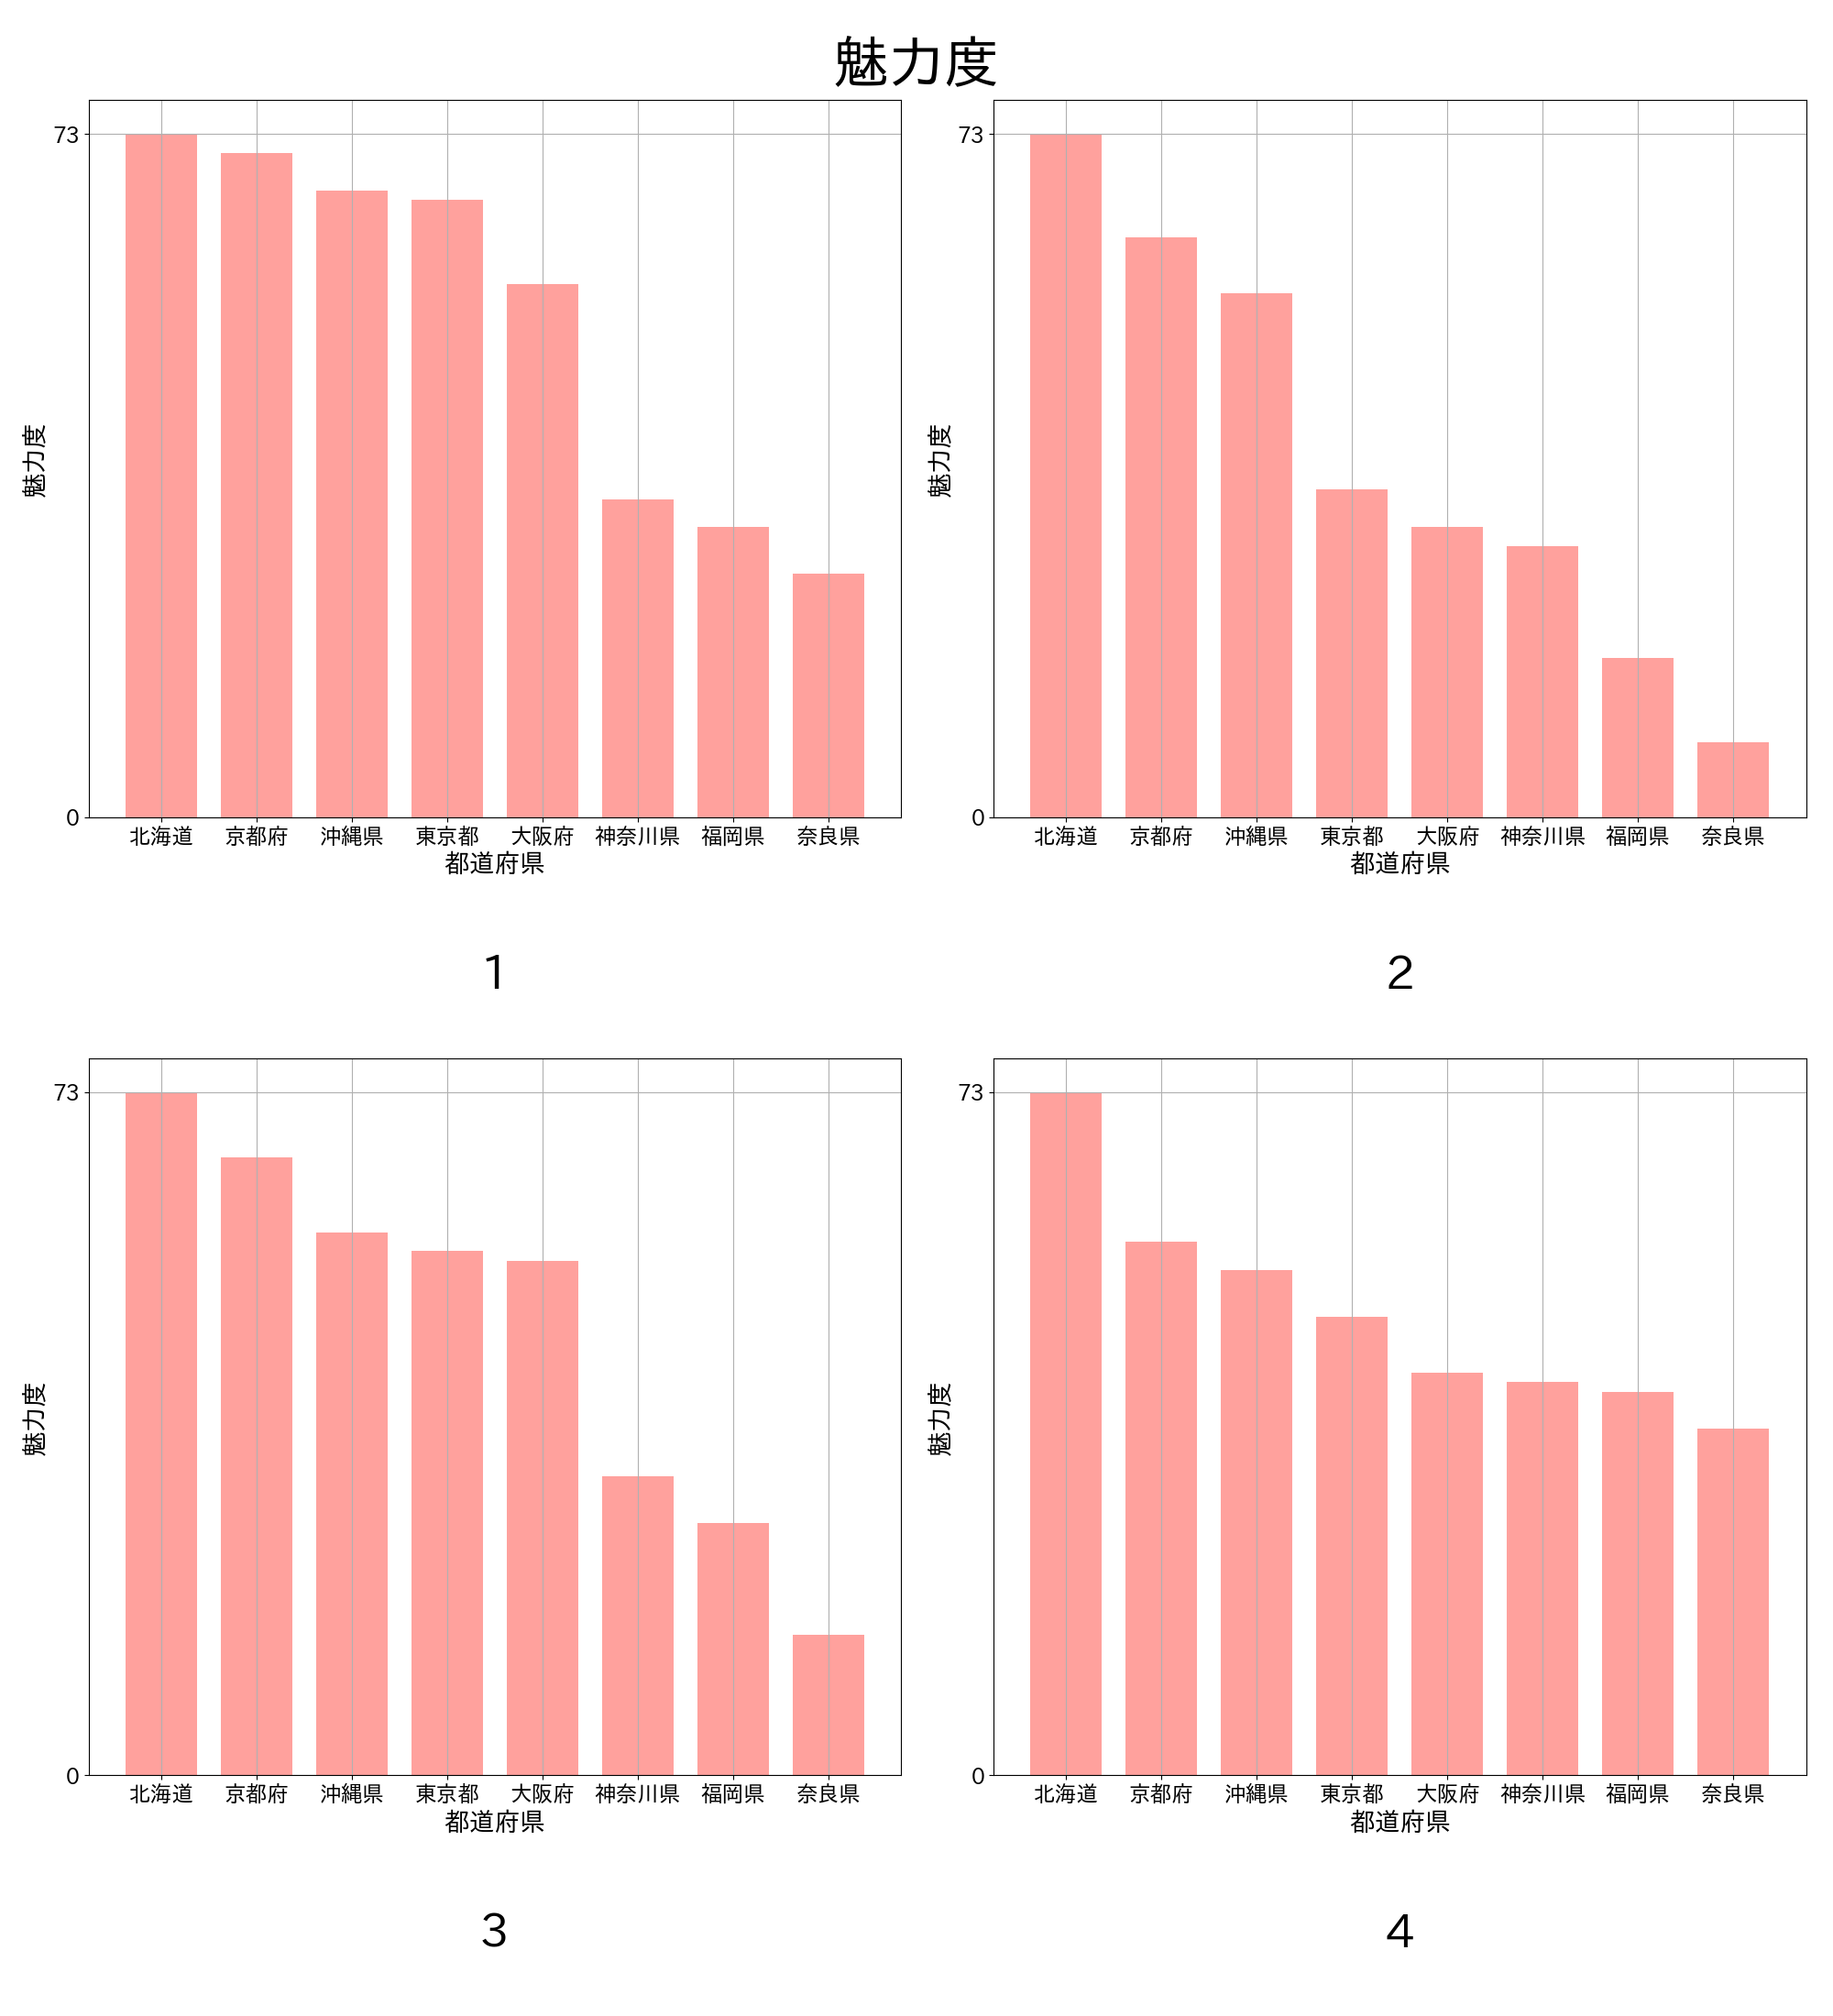 魅力度
73
0
魅力度
北海道 京都府 沖縄県 東京都 大阪府 神奈川県 福岡県 奈良県
都道府県
1
73
0
魅力度
北海道 京都府 沖縄県 東京都 大阪府 神奈川県 福岡県 奈良県
都道府県
2
73
0
魅力度
北海道 京都府 沖縄県 東京都 大阪府 神奈川県 福岡県 奈良県
都道府県
3
73
0
魅力度
北海道 京都府 沖縄県 東京都 大阪府 神奈川県 福岡県 奈良県
都道府県
4